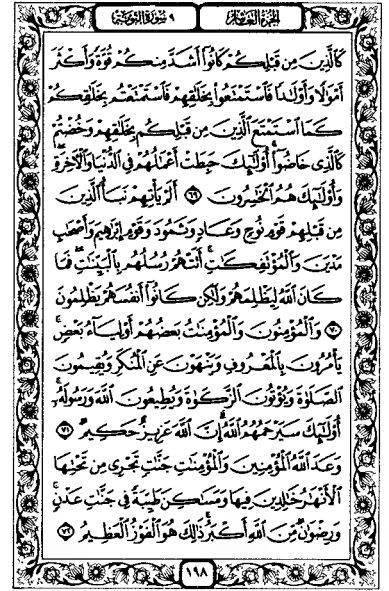 الجزء العاشر ٩ سورة التوبة
كَٱلَّذِينَ مِن قَبۡلِكُمۡ كَانُوٓاْ أَشَدَّ مِنكُمۡ قُوَّةٗ وَأَكۡثَرَ
أَمۡوَٰلٗا وَأَوۡلَٰدٗا فَٱسۡتَمۡتَعُواْ بِخَلَٰقِهِمۡ فَٱسۡتَمۡتَعۡتُم بِخَلَٰقِكُمۡ
كَمَا ٱسۡتَمۡتَعَ ٱلَّذِينَ مِن قَبۡلِكُم بِخَلَٰقِهِمۡ وَخُضۡتُمۡ
كَٱلَّذِي خَاضُوٓاْۚ أُوْلَٰٓئِكَ حَبِطَتۡ أَعۡمَٰلُهُمۡ فِي ٱلدُّنۡيَا وَٱلۡأٓخِرَةِۖ
وَأُوْلَٰٓئِكَ هُمُ ٱلۡخَٰسِرُونَ ٦٩ أَلَمۡ يَأۡتِهِمۡ نَبَأُ ٱلَّذِينَ
مِن قَبۡلِهِمۡ قَوۡمِ نُوحٖ وَعَادٖ وَثَمُودَ وَقَوۡمِ إِبۡرَٰهِيمَ وَأَصۡحَٰبِ
مَدۡيَنَ وَٱلۡمُؤۡتَفِكَٰتِۚ أَتَتۡهُمۡ رُسُلُهُم بِٱلۡبَيِّنَٰتِۖ فَمَا
كَانَ ٱللَّهُ لِيَظۡلِمَهُمۡ وَلَٰكِن كَانُوٓاْ أَنفُسَهُمۡ يَظۡلِمُونَ
٧٠ وَٱلۡمُؤۡمِنُونَ وَٱلۡمُؤۡمِنَٰتُ بَعۡضُهُمۡ أَوۡلِيَآءُ بَعۡضٖۚ
يَأۡمُرُونَ بِٱلۡمَعۡرُوفِ وَيَنۡهَوۡنَ عَنِ ٱلۡمُنكَرِ وَيُقِيمُونَ
ٱلصَّلَوٰةَ وَيُؤۡتُونَ ٱلزَّكَوٰةَ وَيُطِيعُونَ ٱللَّهَ وَرَسُولَهُۥٓۚ
أُوْلَٰٓئِكَ سَيَرۡحَمُهُمُ ٱللَّهُۗ إِنَّ ٱللَّهَ عَزِيزٌ حَكِيمٞ ٧١
وَعَدَ ٱللَّهُ ٱلۡمُؤۡمِنِينَ وَٱلۡمُؤۡمِنَٰتِ جَنَّٰتٖ تَجۡرِي مِن تَحۡتِهَا
ٱلۡأَنۡهَٰرُ خَٰلِدِينَ فِيهَا وَمَسَٰكِنَ طَيِّبَةٗ فِي جَنَّٰتِ عَدۡنٖۚ
وَرِضۡوَٰنٞ مِّنَ ٱللَّهِ أَكۡبَرُۚ ذَٰلِكَ هُوَ ٱلۡفَوۡزُ ٱلۡعَظِيمُ ٧٢
١٩٨